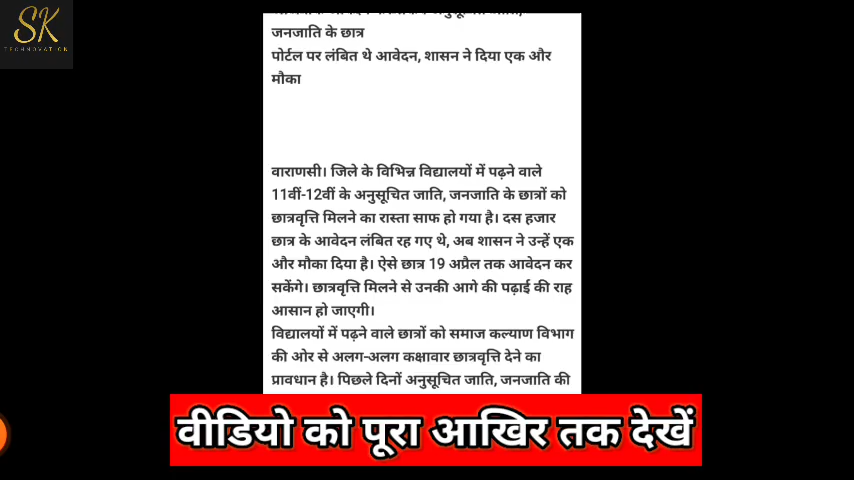 SK
TECHNOVATION
जनजाति के छात्र
पोर्टल पर लंबित थे आवेदन, शासन ने दिया एक और
मौका
वाराणसी। जिले के विभिन्न विद्यालयों में पढ़ने वाले
11वीं-12वीं के अनुसूचित जाति, जनजाति के छात्रों को
छात्रवृत्ति मिलने का रास्ता साफ हो गया है। दस हजार
छात्र के आवेदन लंबित रह गए थे, अब शासन ने उन्हें एक
और मौका दिया है। ऐसे छात्र 19 अप्रैल तक आवेदन कर
सकेंगे। छात्रवृत्ति मिलने से उनकी आगे की पढ़ाई की राह
आसान हो जाएगी।
विद्यालयों में पढ़ने वाले छात्रों को समाज कल्याण विभाग
की ओर से अलग-अलग कक्षावार छात्रवृत्ति देने का
प्रावधान है। पिछले दिनों अनुसूचित जाति, जनजाति की
वीडियो को पूरा आखिर तक देखें